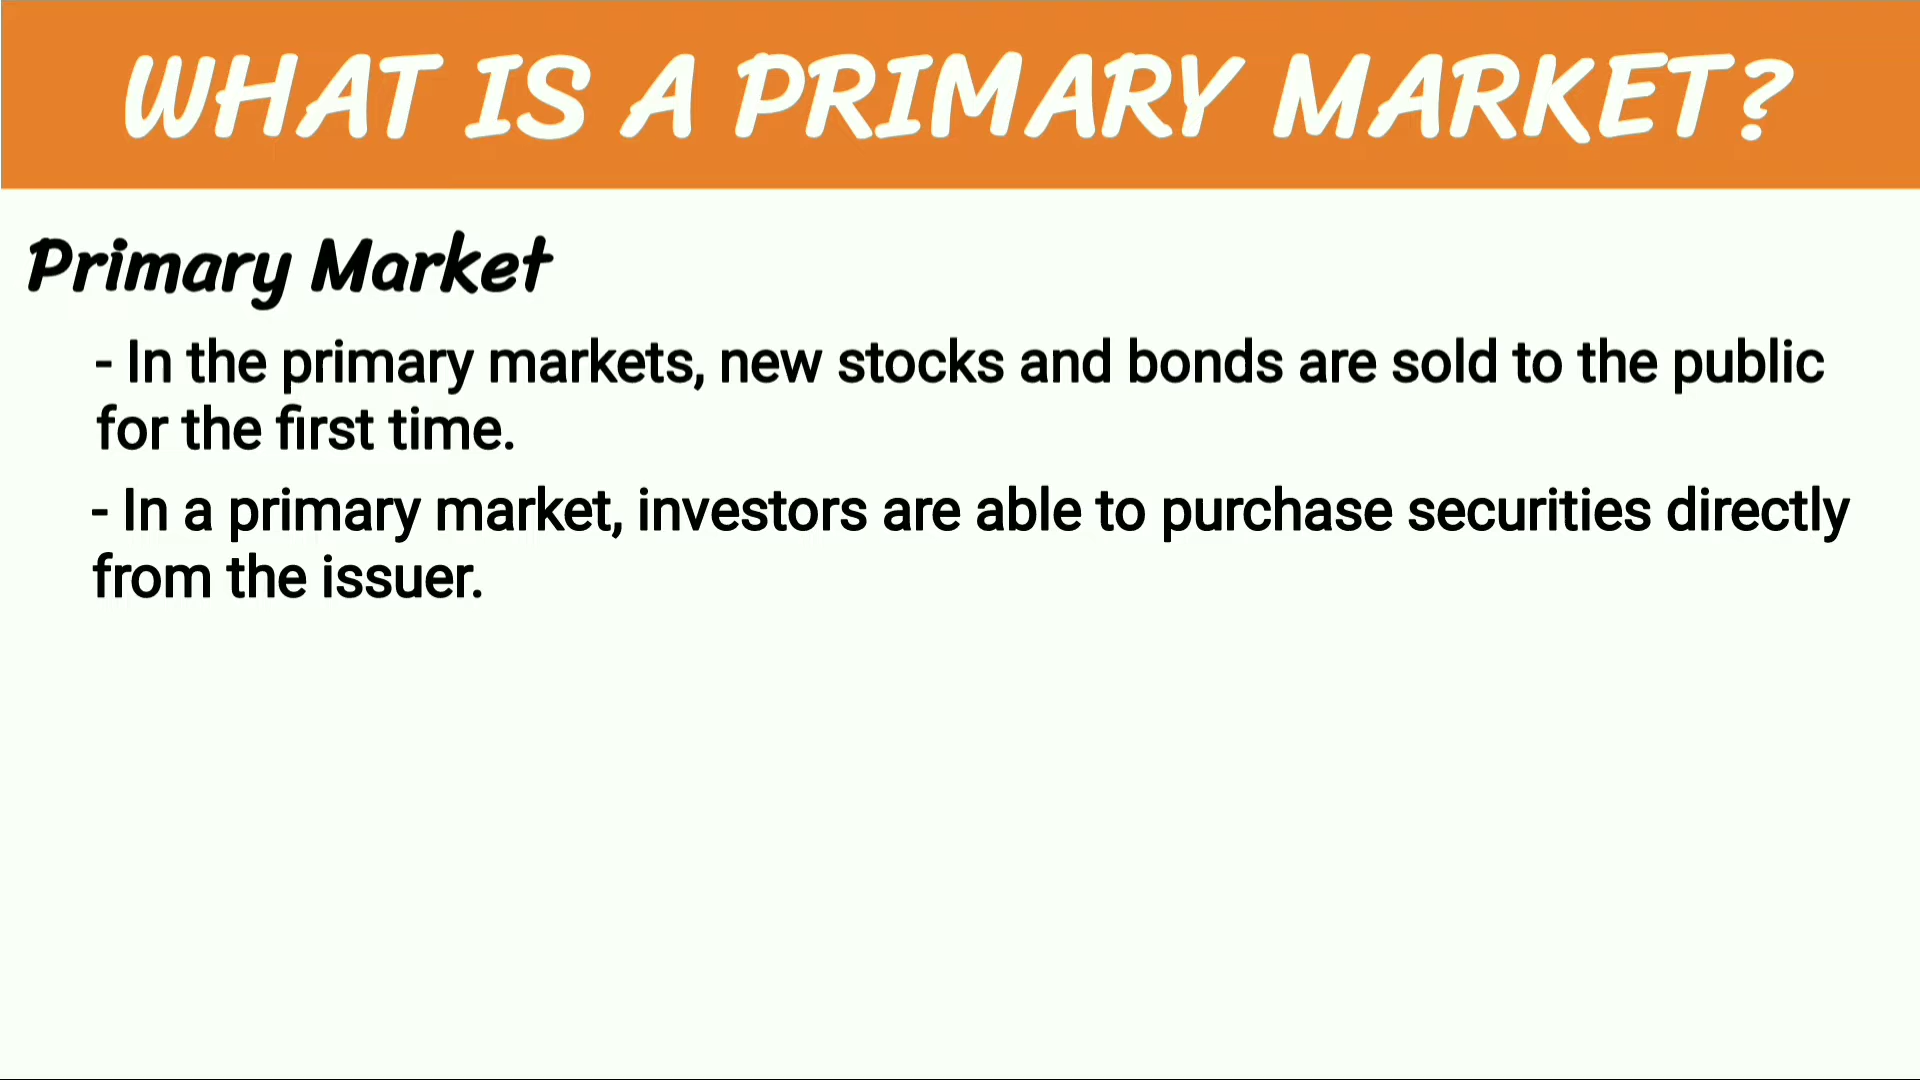 WHAT IS A PRIMARY MARKET?
Primary Market
- In the primary markets, new stocks and bonds are sold to the public
for the first time.
- In a primary market, investors are able to purchase securities directly
from the issuer.